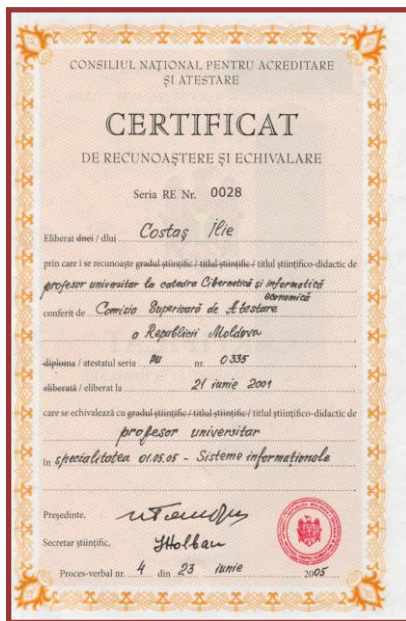 CONSILIUL NAȚIONAL PENTRU ACREDITARE
ȘI ATESTARE
CERTIFICAT
DE RECUNOAȘTERE ȘI ECHIVALARE
Seria RE Nr. 0028
Eliberat dnei / dlui Costaș Ilie
prin care i se recunoaște gradul științific / titlul științific / titlul științifico-didactic de
profesor universitar la catedra Cibernetică și informatică
economică
conferit de Comisia Superioară de Atestare
a Republicii Moldova
diploma / atestatul seria PU nr. 0335
eliberată / eliberat la 21 iunie 2001
care se echivalează cu gradul științific / titlul științific / titlul științifico-didactic de
profesor universitar
în specialitatea 01.05.05 - Sisteme informaționale
Președinte,
Secretar științific, Holban
Proces-verbal nr. 4 din 23 iunie 2005